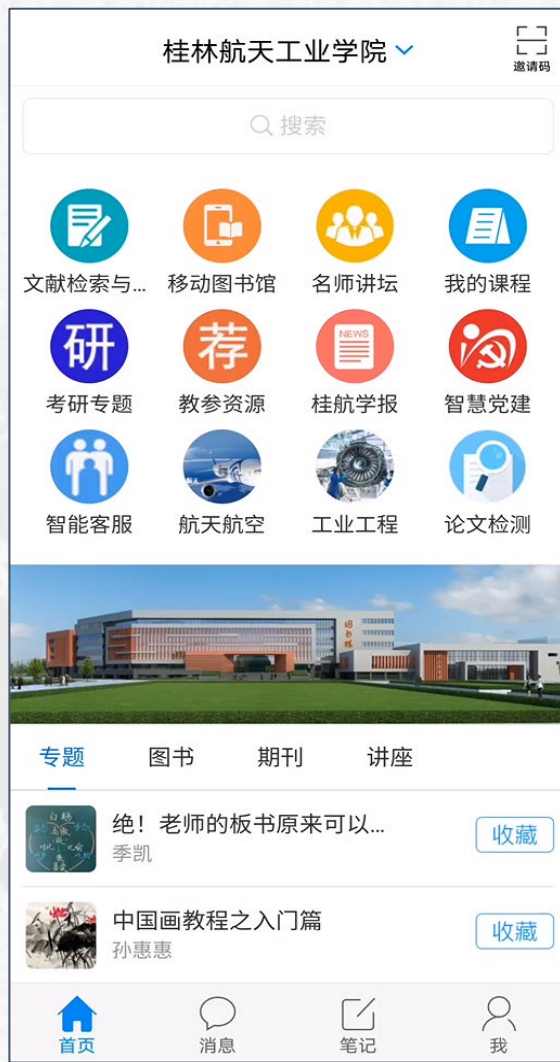 桂林航天工业学院
邀请码
搜索
文献检索与... 移动图书馆 名师讲坛 我的课程
研 荐 NEWS
考研专题 教参资源 桂航学报 智慧党建
智能客服 航天航空 工业工程 论文检测
图书馆
专题 图书 期刊 讲座
绝！老师的板书原来可以...
季凯
收藏
中国画教程之入门篇
孙惠惠
收藏
首页 消息 笔记 我